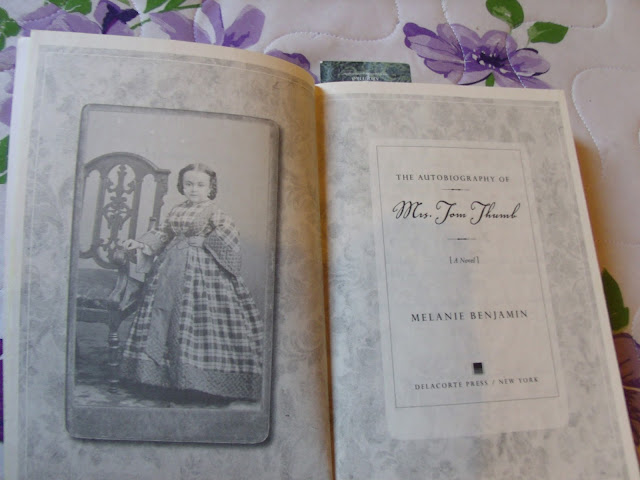 THE AUTOBIOGRAPHY OF
Mrs. Tom Thumb
[ A Novel ]
MELANIE BENJAMIN
DELACORTE PRESS / NEW YORK